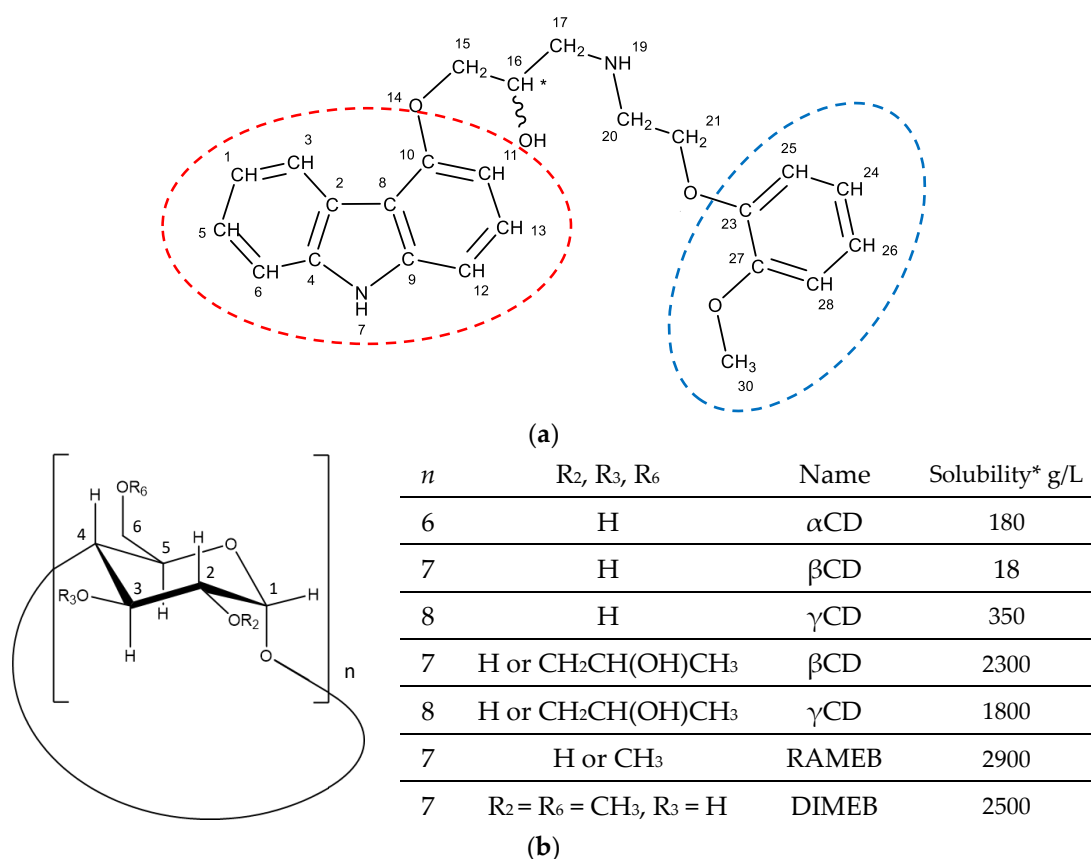 17
15 CH₂ 19
16 NH
CH₂ CH *
14
O 21
OH CH₂ CH₂
3 10 11 20 25
1 CH C CH CH 24
CH 2 8 O CH
C C C
CH CH 13 23
5 27 C CH 26
CH C C CH CH
6 4 N 9 12 O 28
H
7 CH₃
30
(a)
OR₆
H
6
4 H O
5
2
R₃O 3 1 H
H OR₂
H O
n
n R₂, R₃, R₆ Name Solubility* g/L
6 H αCD 180
7 H βCD 18
8 H γCD 350
7 H or CH₂CH(OH)CH₃ βCD 2300
8 H or CH₂CH(OH)CH₃ γCD 1800
7 H or CH₃ RAMEB 2900
7 R₂ = R₆ = CH₃, R₃ = H DIMEB 2500
(b)